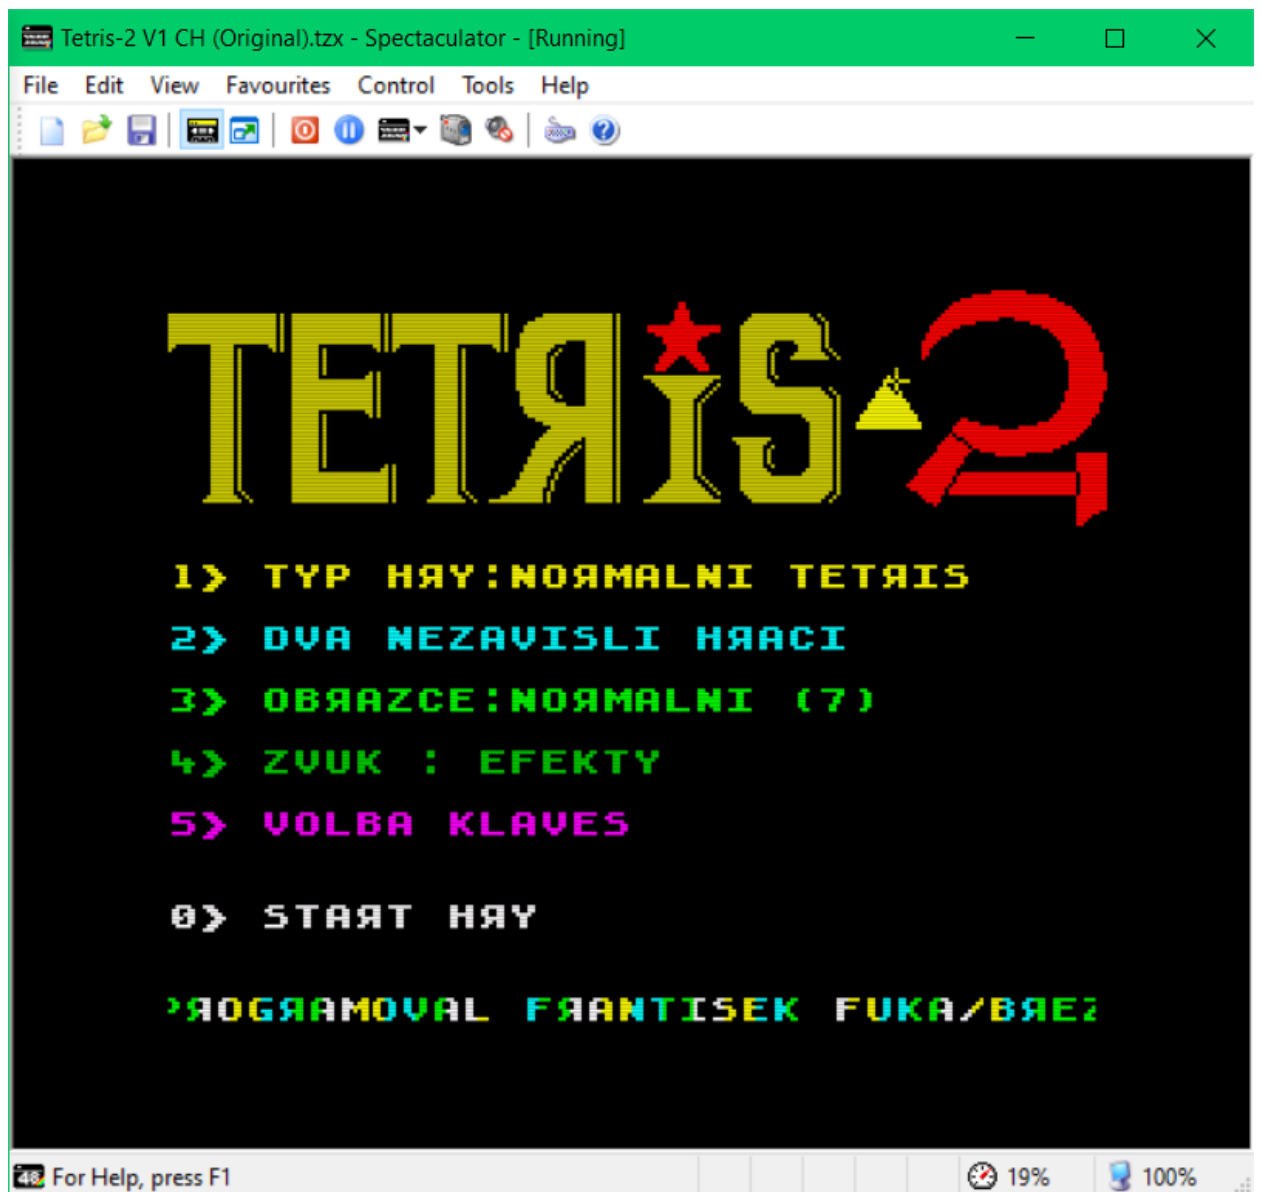 Tetris-2 V1 CH (Original).tzx - Spectaculator - [Running]
File Edit View Favourites Control Tools Help
TETЯiS-2
1> TYP HЯY:NOЯMALNI TETЯIS
2> DVA NEZAVISLI HЯACI
3> OBЯAZCE:NOЯMALNI (7)
4> ZVUK : EFEKTY
5> VOLBA KLAVES
0> STAЯT HЯY
ЯOGЯAMOVAL FЯANTISEK FUKA/BЯEZ
48 For Help, press F1 19% 100%